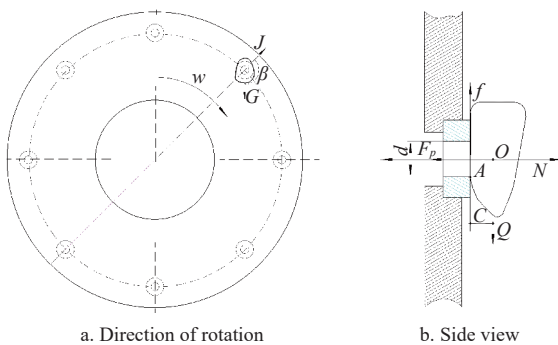 J
w
β
G
f
d
F_p
O
A
N
C
Q
a. Direction of rotation
b. Side view